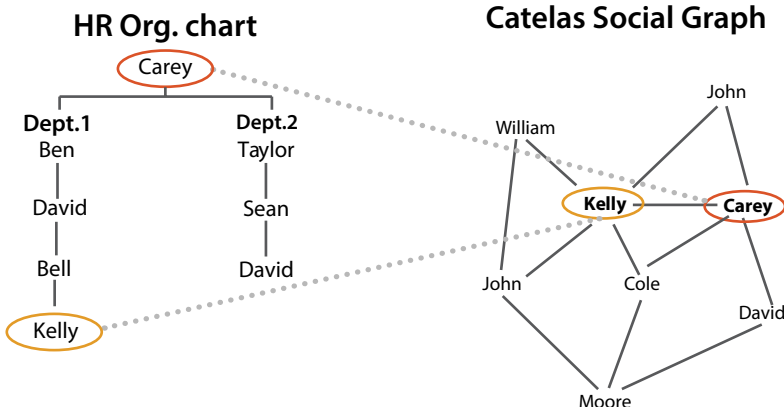 HR Org. chart
Carey
Dept.1
Ben
David
Bell
Kelly
Dept.2
Taylor
Sean
David
Catelas Social Graph
John
William
Kelly
Carey
John
Cole
David
Moore